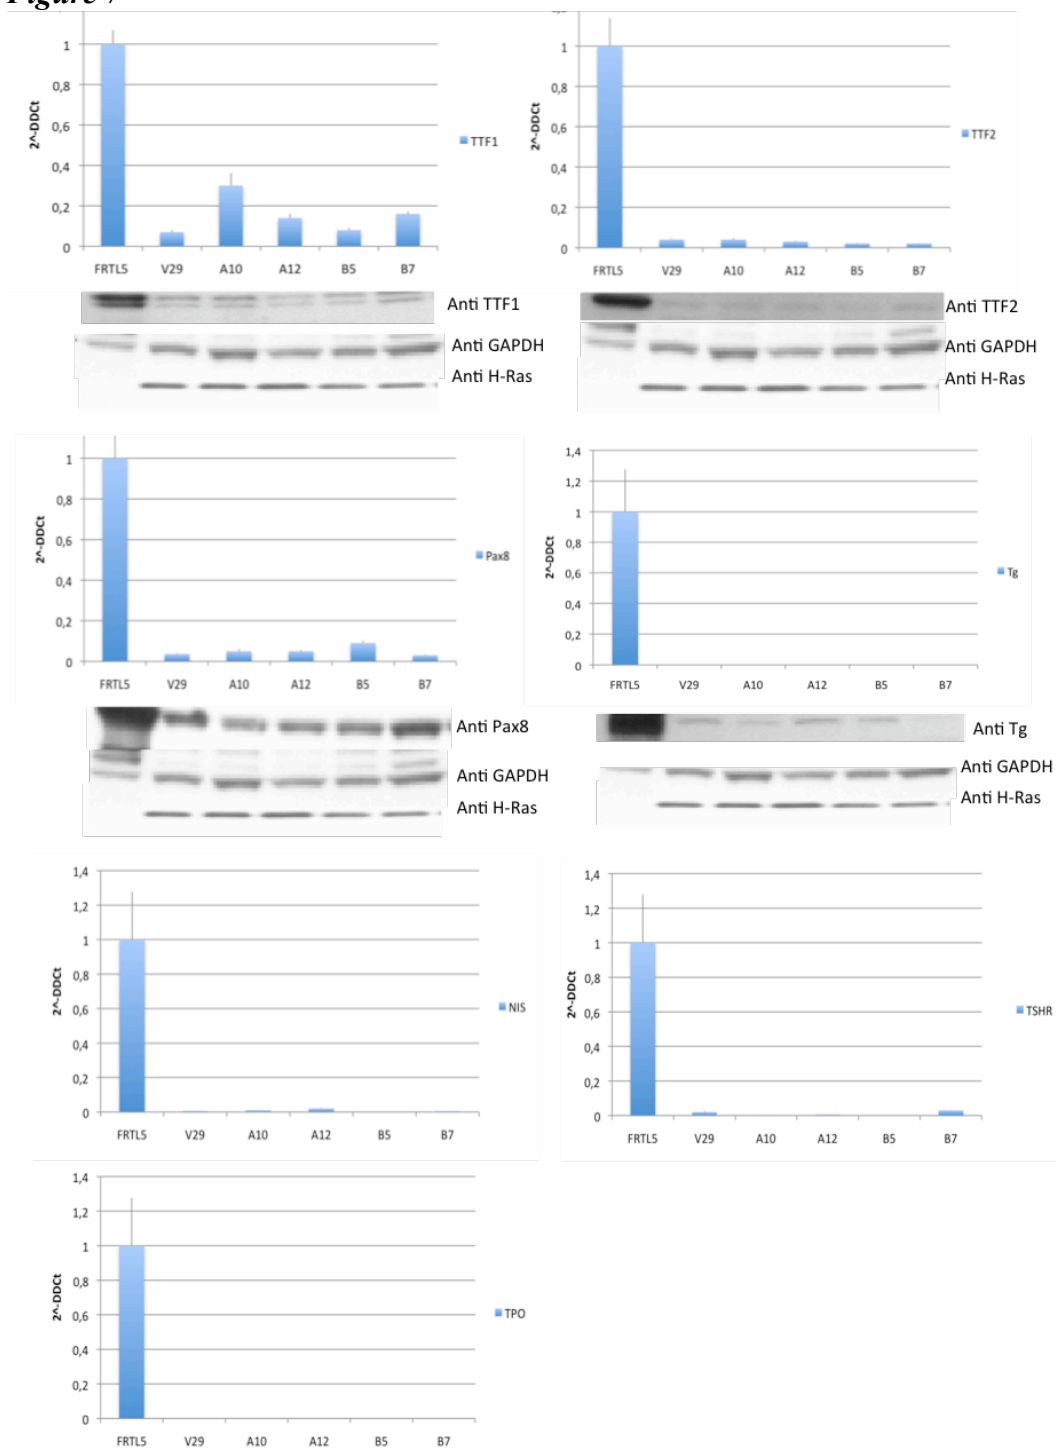 1
0,8
0,6
0,4
0,2
0
2^-DDCt
TTF1
FRTL5 V29 A10 A12 B5 B7
Anti TTF1
Anti GAPDH
Anti H-Ras
1
0,8
0,6
0,4
0,2
0
2^-DDCt
TTF2
FRTL5 V29 A10 A12 B5 B7
Anti TTF2
Anti GAPDH
Anti H-Ras
1
0,8
0,6
0,4
0,2
0
2^-DDCt
Pax8
FRTL5 V29 A10 A12 B5 B7
Anti Pax8
Anti GAPDH
Anti H-Ras
1,4
1,2
1
0,8
0,6
0,4
0,2
0
2^-DDCt
Tg
FRTL5 V29 A10 A12 B5 B7
Anti Tg
Anti GAPDH
Anti H-Ras
1,4
1,2
1
0,8
0,6
0,4
0,2
0
2^-DDCt
NIS
FRTL5 V29 A10 A12 B5 B7
1,4
1,2
1
0,8
0,6
0,4
0,2
0
2^-DDCt
TSHR
FRTL5 V29 A10 A12 B5 B7
1,4
1,2
1
0,8
0,6
0,4
0,2
0
2^-DDCt
TPO
FRTL5 V29 A10 A12 B5 B7